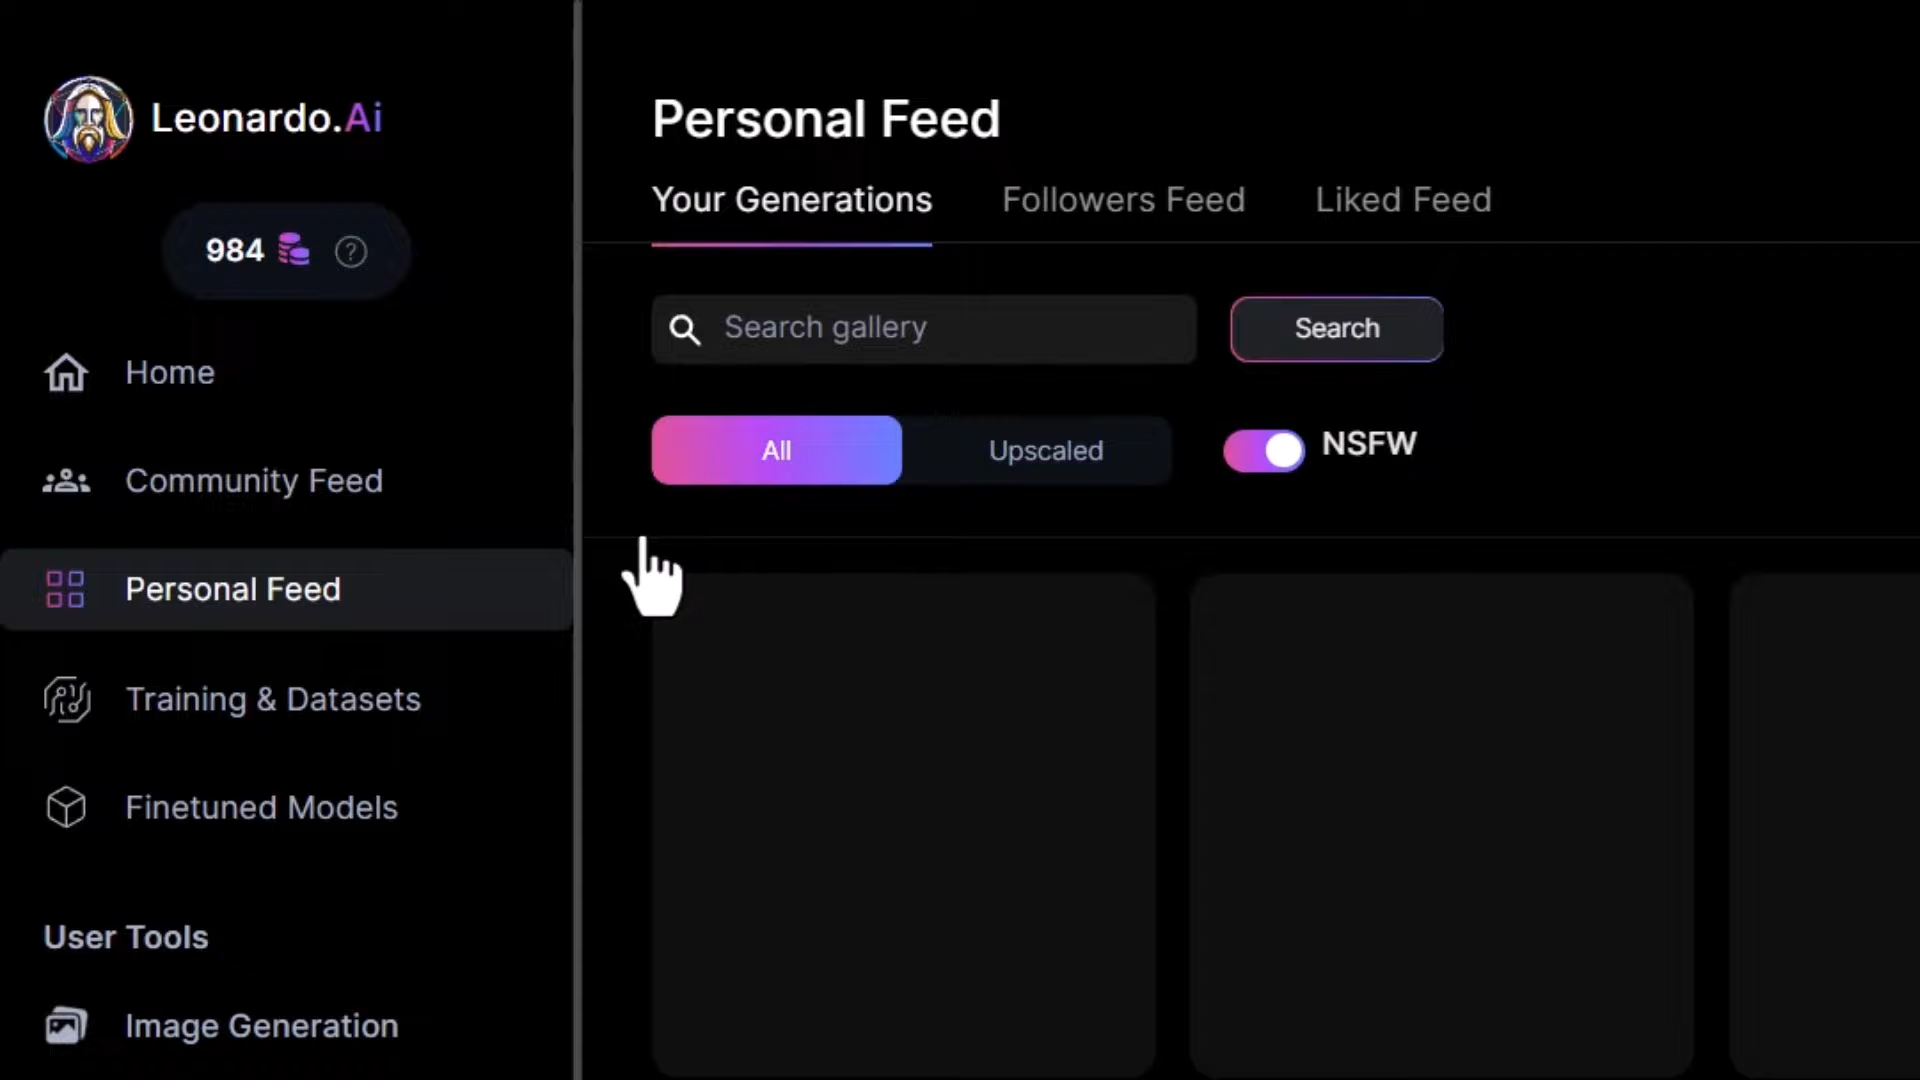 Leonardo.Ai
984
?
Home
Community Feed
Personal Feed
Training & Datasets
Finetuned Models
User Tools
Image Generation
Personal Feed
Your Generations
Followers Feed
Liked Feed
Search gallery
Search
All
Upscaled
NSFW